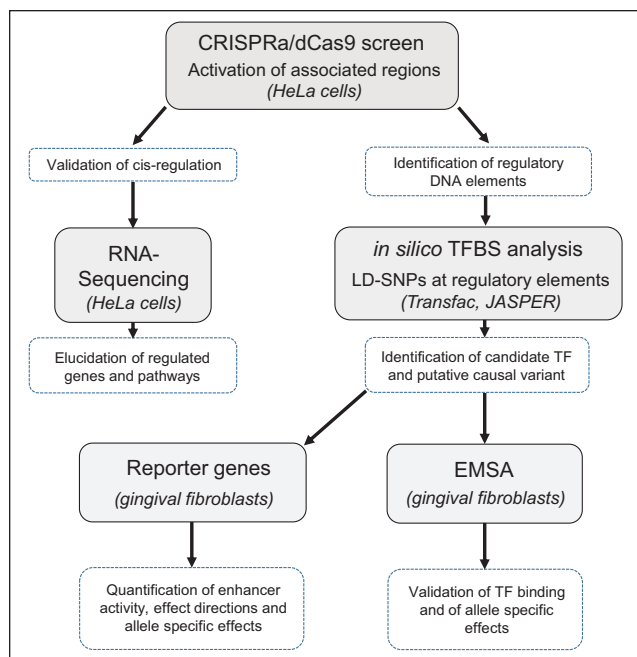 CRISPRa/dCas9 screen
Activation of associated regions
(HeLa cells)
Validation of cis-regulation
Identification of regulatory
DNA elements
RNA-
Sequencing
(HeLa cells)
in silico TFBS analysis
LD-SNPs at regulatory elements
(Transfac, JASPER)
Elucidation of regulated
genes and pathways
Identification of candidate TF
and putative causal variant
Reporter genes
(gingival fibroblasts)
EMSA
(gingival fibroblasts)
Quantification of enhancer
activity, effect directions and
allele specific effects
Validation of TF binding
and of allele specific
effects